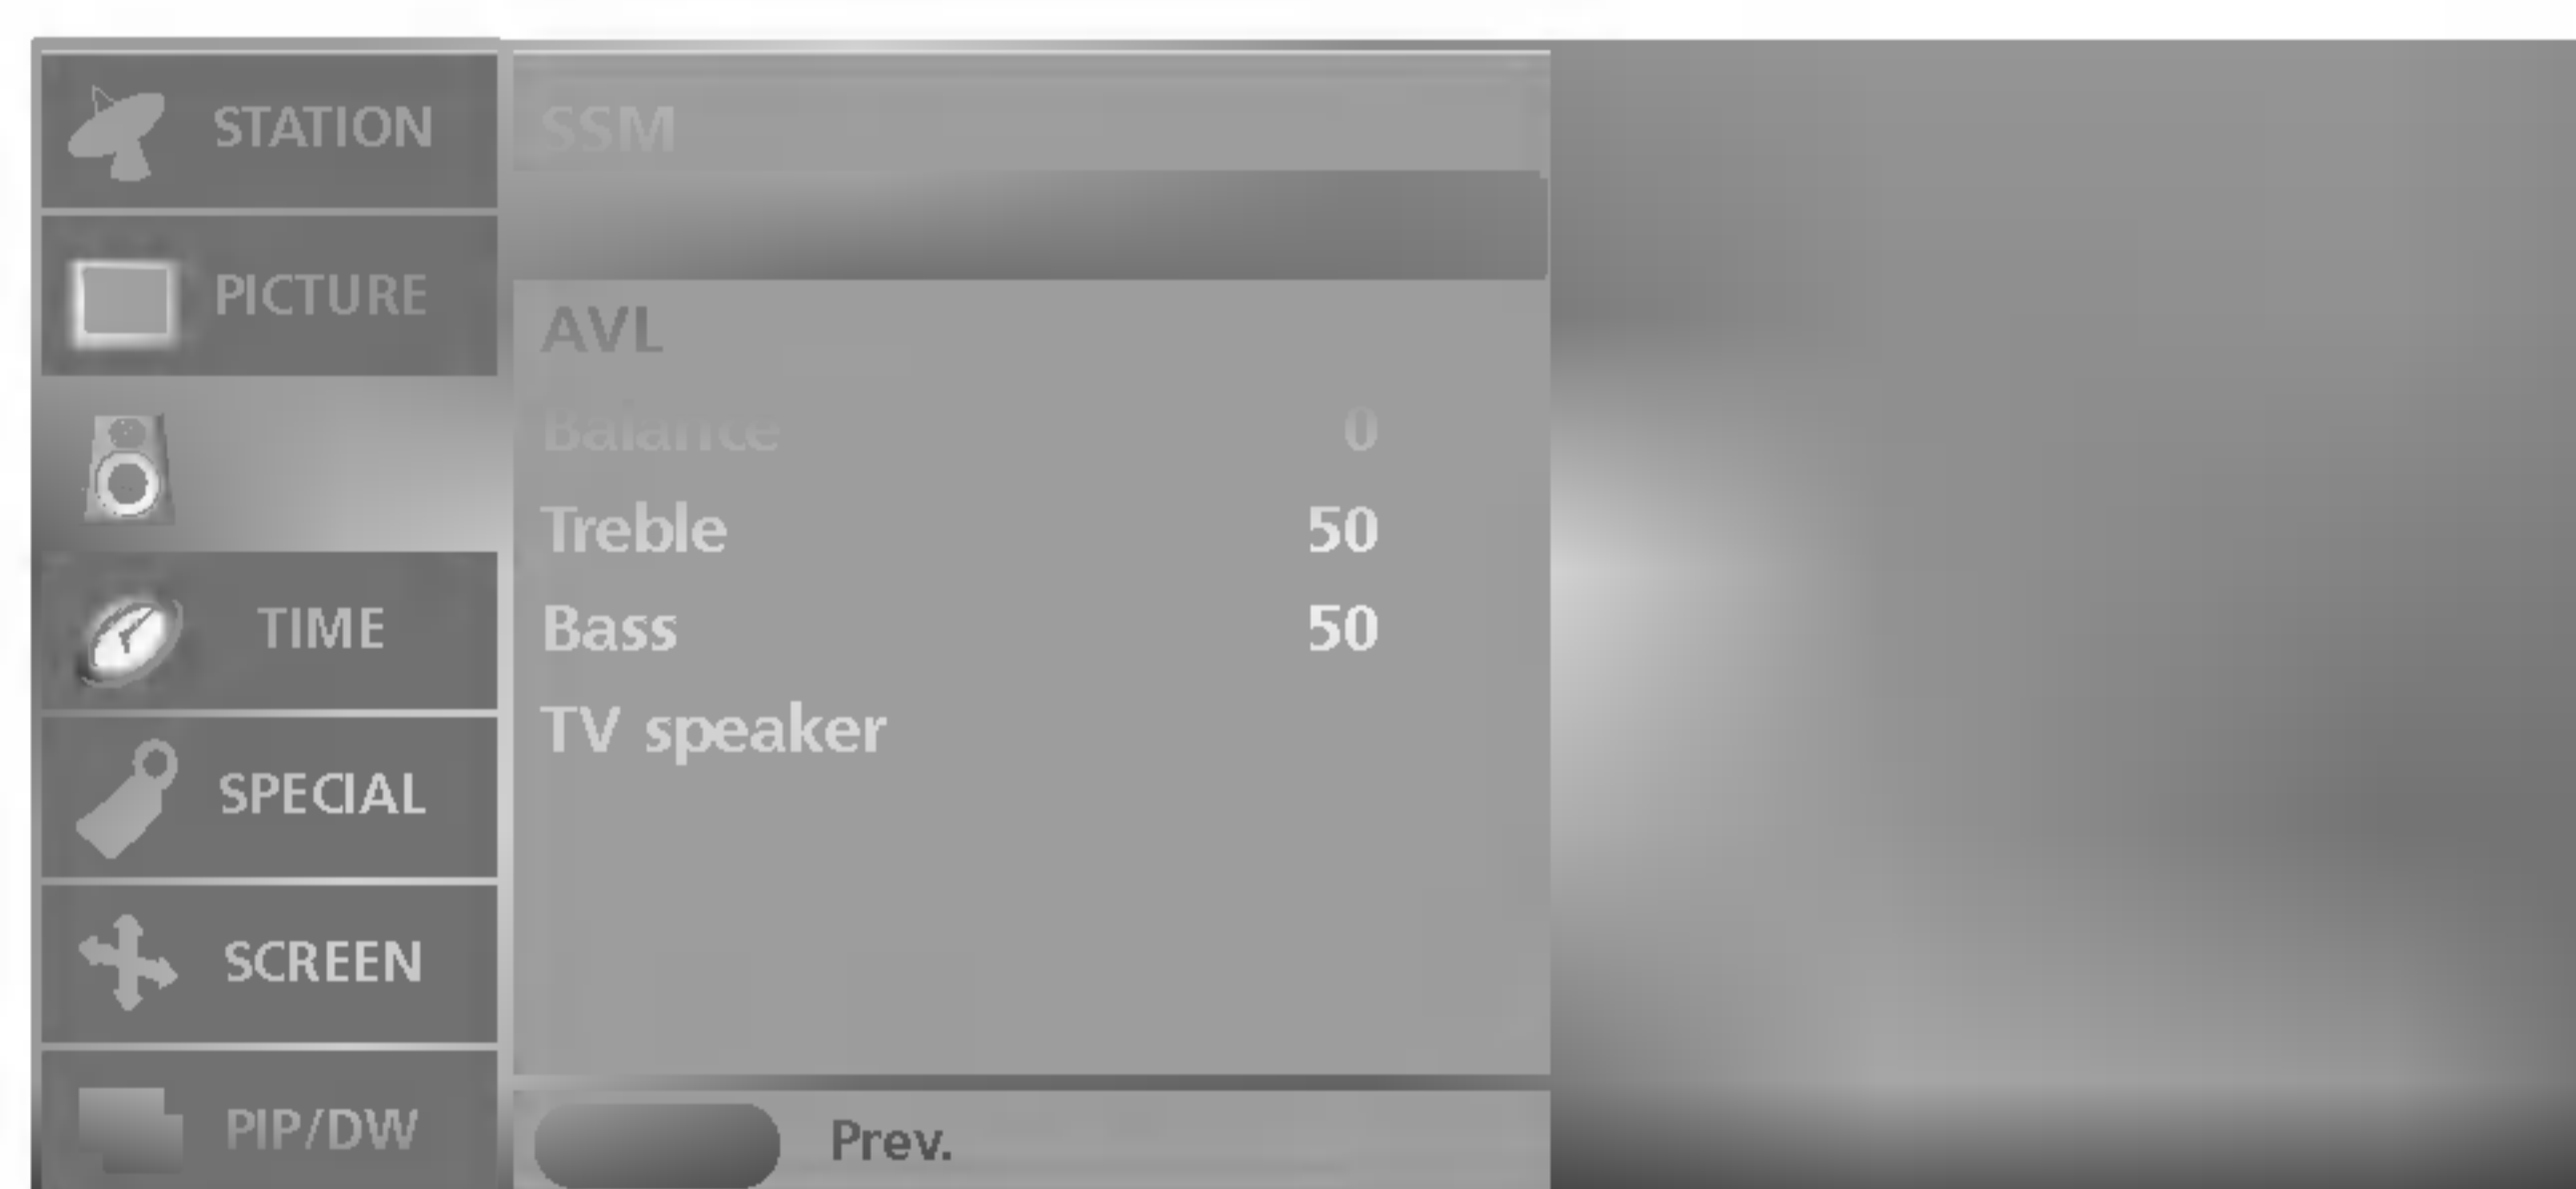 STATION
PICTURE
TIME
SPECIAL
SCREEN
PIP/DW
SSM
AVL
Balance 0
Treble 50
Bass 50
TV speaker
Prev.